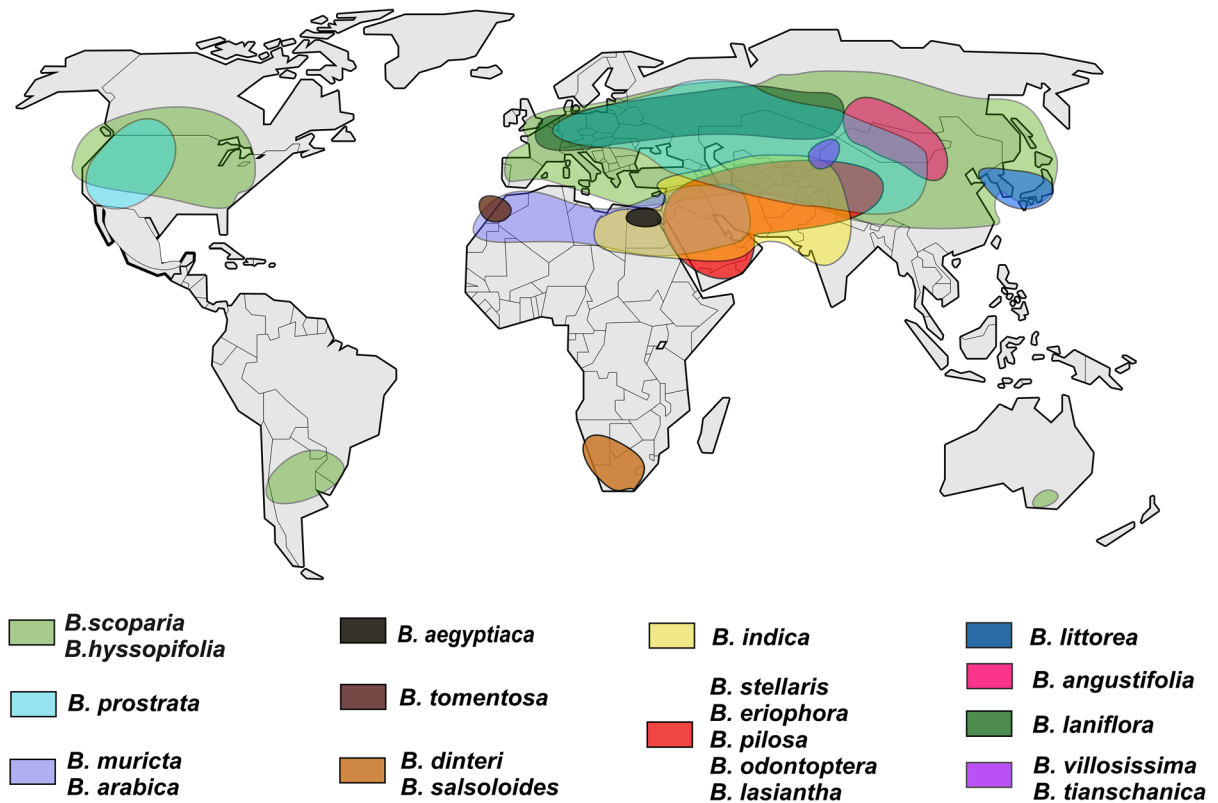 B.scoparia
B.hyssopifolia
B. prostrata
B. muricta
B. arabica
B. aegyptiaca
B. tomentosa
B. dinteri
B. salsoloides
B. indica
B. stellaris
B. eriophora
B. pilosa
B. odontoptera
B. lasiantha
B. littorea
B. angustifolia
B. laniflora
B. villosissima
B. tianschanica